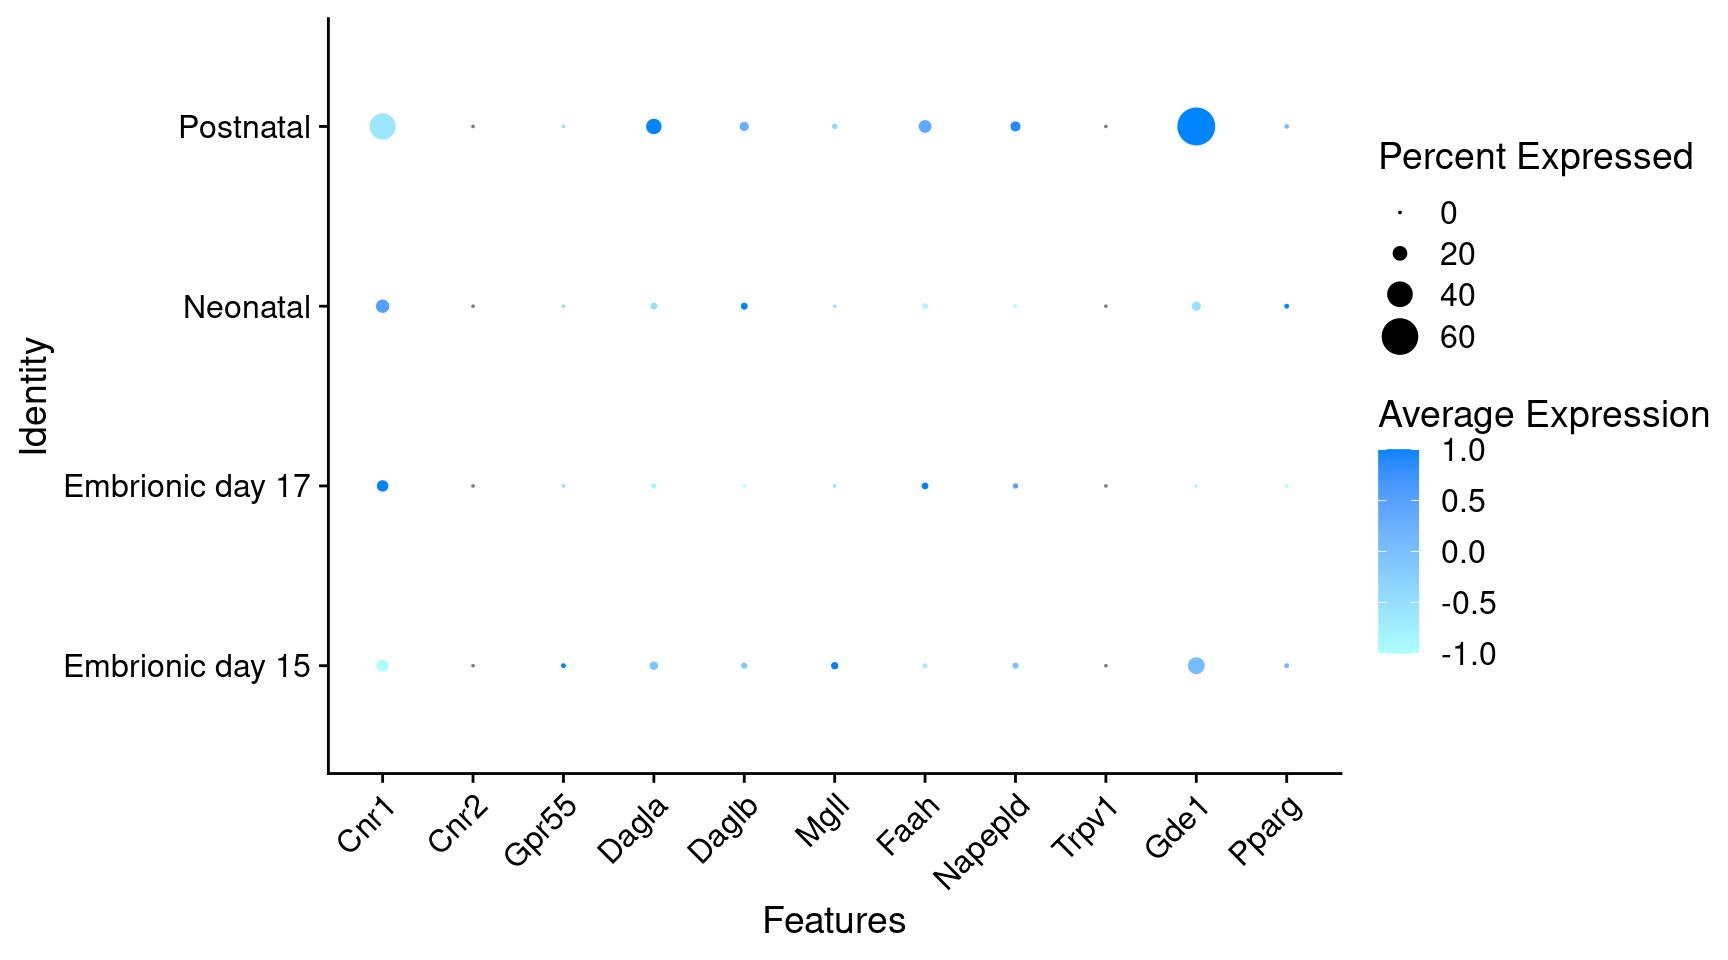 Postnatal
Neonatal
Embrionic day 17
Embrionic day 15
Identity
Cnr1
Cnr2
Gpr55
Dagla
Daglb
Mgll
Faah
Napepld
Trpv1
Gde1
Pparg
Features
Percent Expressed
0
20
40
60
Average Expression
1.0
0.5
0.0
-0.5
-1.0